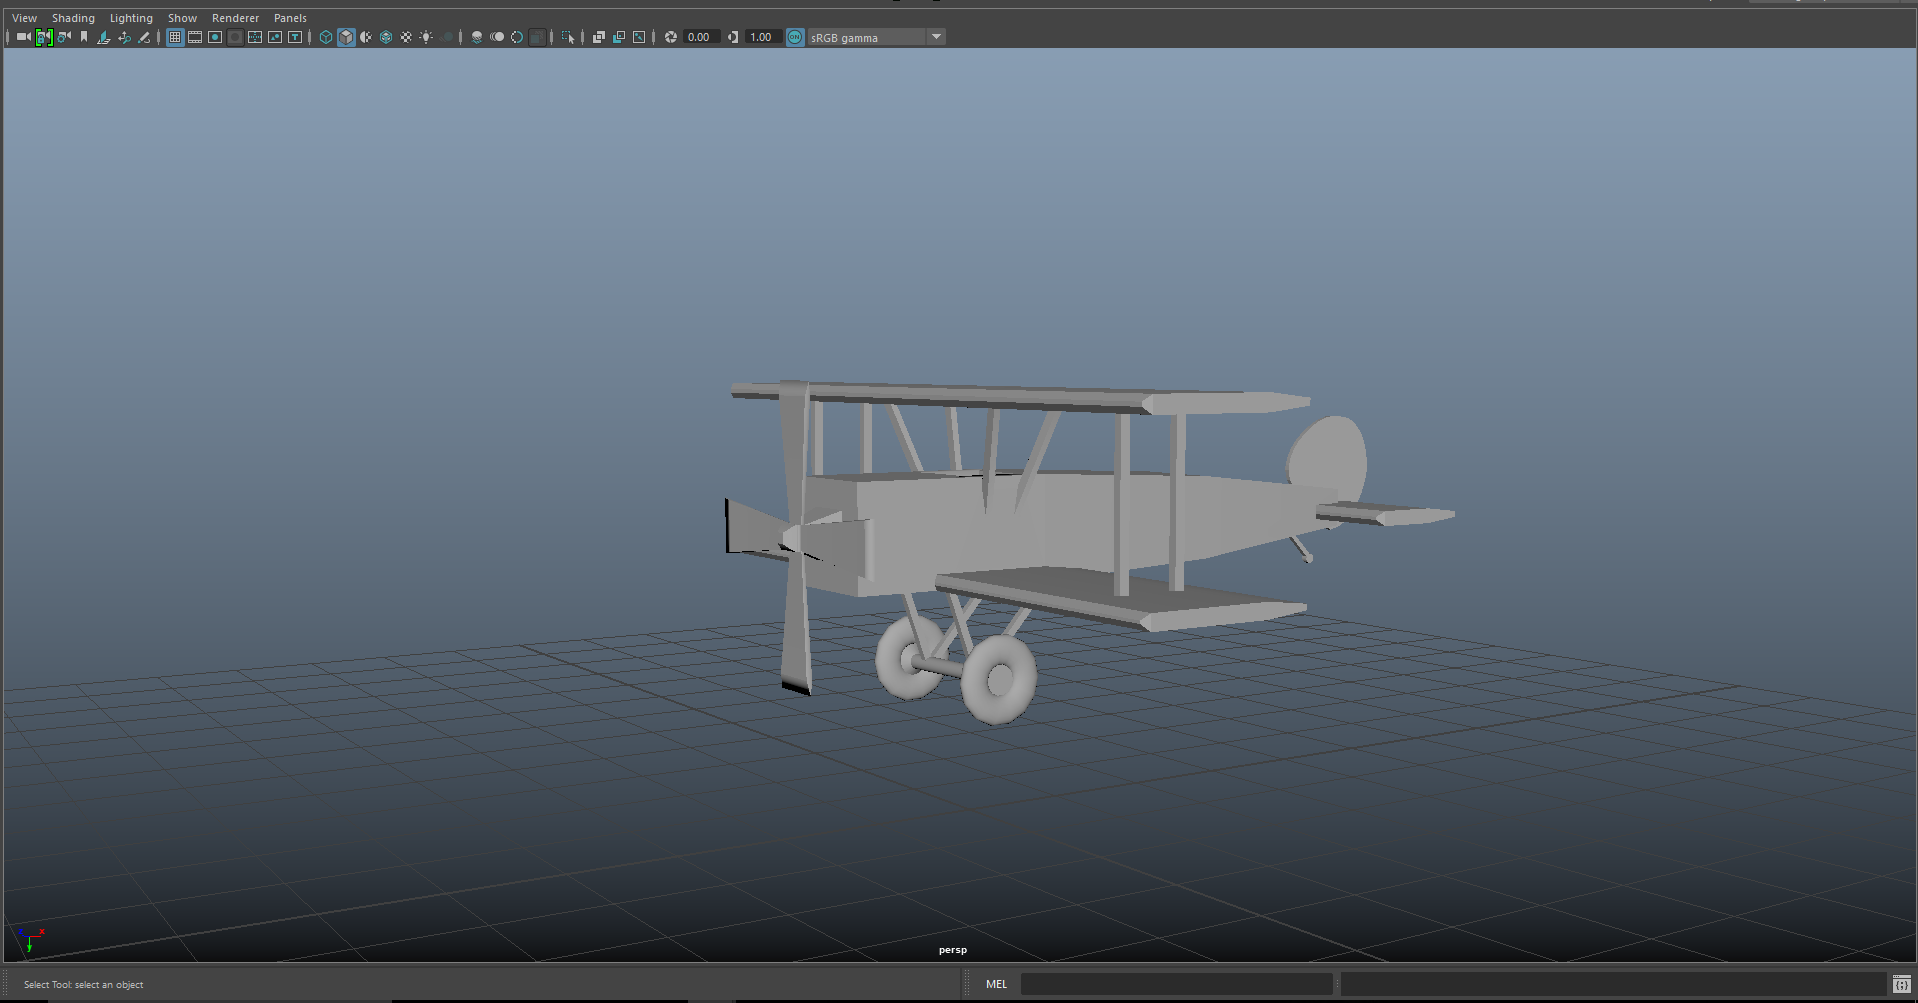 View Shading Lighting Show Renderer Panels
0.00 1.00 ON sRGB gamma
x
y
persp
Select Tool: select an object MEL